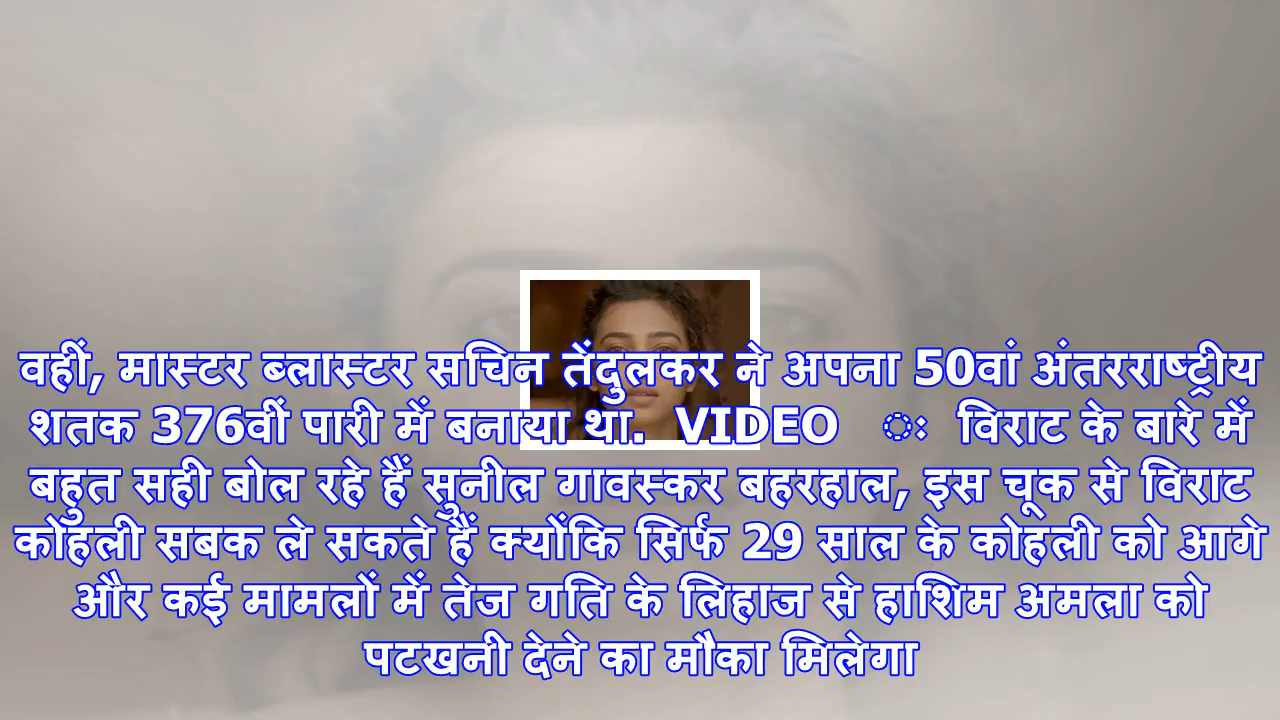 वहीं, मास्टर ब्लास्टर सचिन तेंदुलकर ने अपना 50वां अंतरराष्ट्रीय
शतक 376वीं पारी में बनाया था. VIDEO ः विराट के बारे में
बहुत सही बोल रहे हैं सुनील गावस्कर बहरहाल, इस चूक से विराट
कोहली सबक ले सकते हैं क्योंकि सिर्फ 29 साल के कोहली को आगे
और कई मामलों में तेज गति के लिहाज से हाशिम अमला को
पटखनी देने का मौका मिलेगा